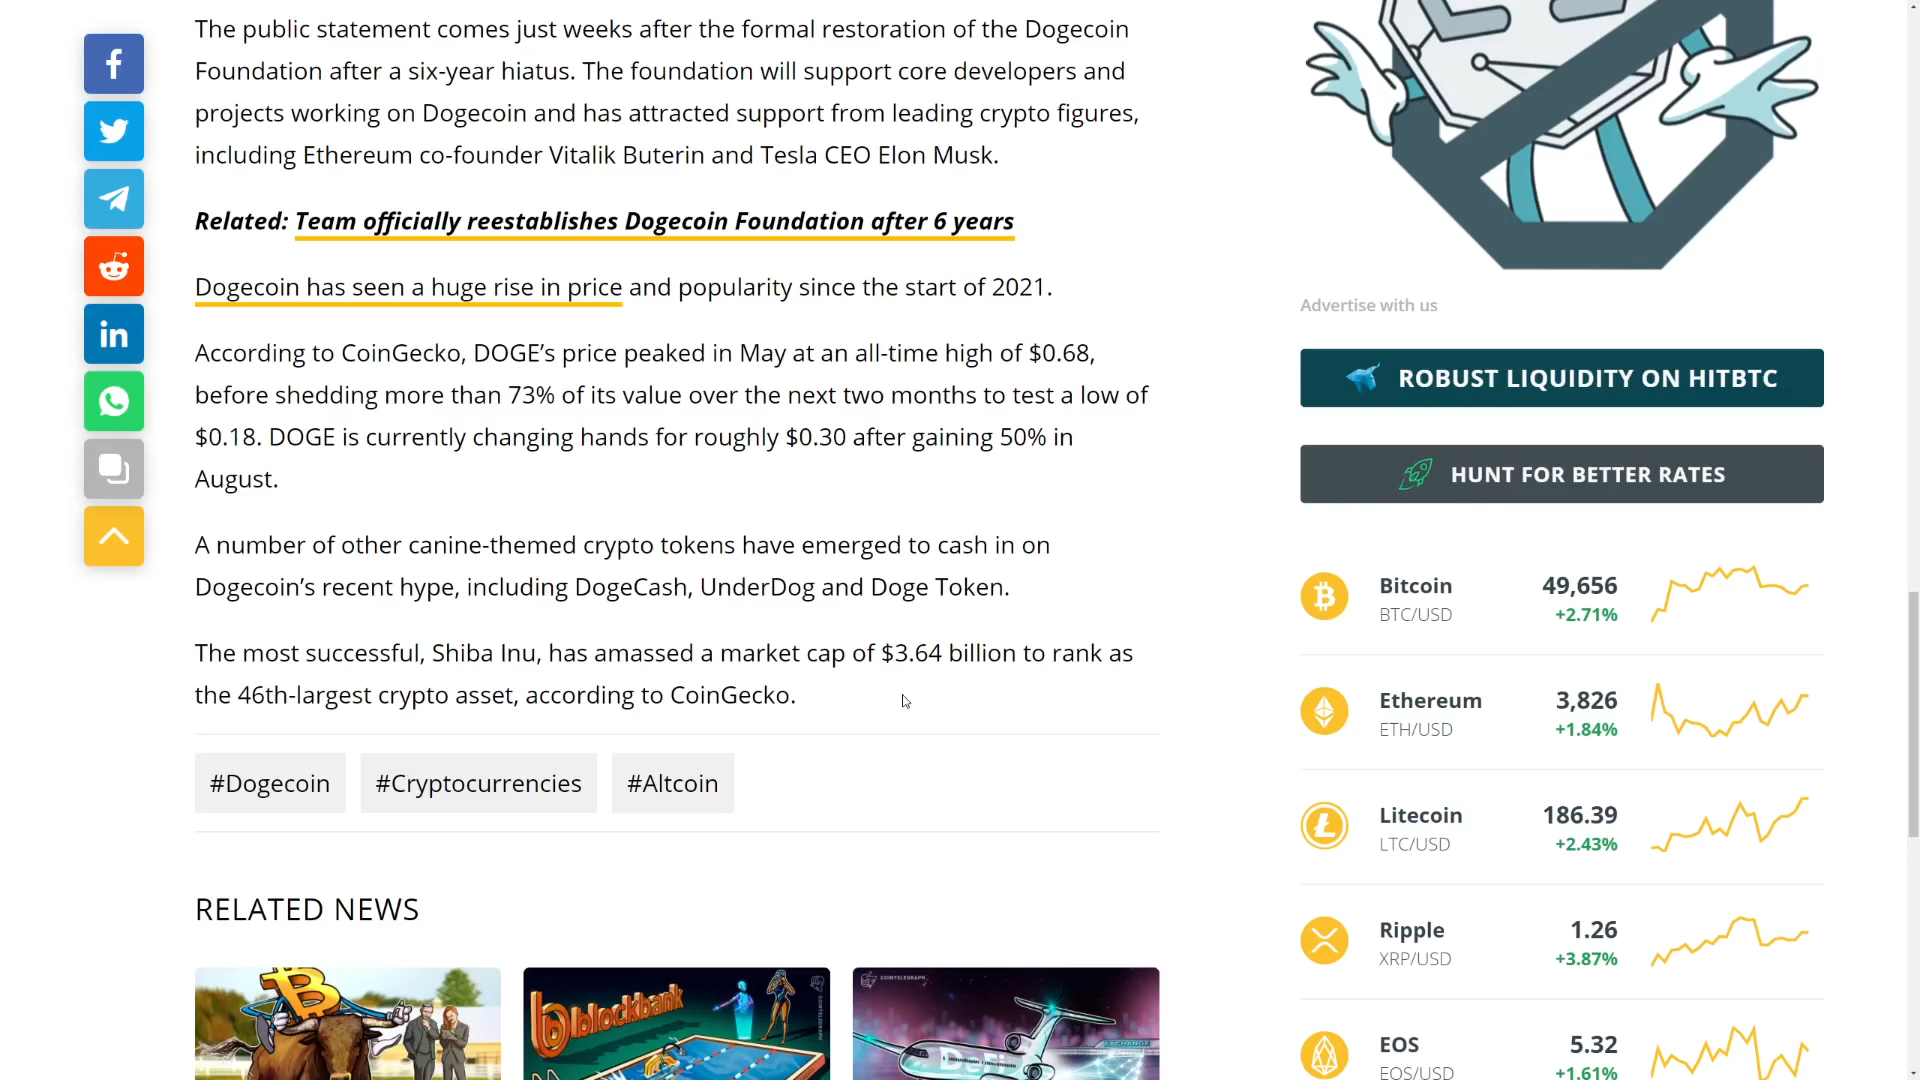 The public statement comes just weeks after the formal restoration of the Dogecoin
Foundation after a six-year hiatus. The foundation will support core developers and
projects working on Dogecoin and has attracted support from leading crypto figures,
including Ethereum co-founder Vitalik Buterin and Tesla CEO Elon Musk.
Related: Team officially reestablishes Dogecoin Foundation after 6 years
Dogecoin has seen a huge rise in price and popularity since the start of 2021.
According to CoinGecko, DOGE’s price peaked in May at an all-time high of $0.68,
before shedding more than 73% of its value over the next two months to test a low of
$0.18. DOGE is currently changing hands for roughly $0.30 after gaining 50% in
August.
A number of other canine-themed crypto tokens have emerged to cash in on
Dogecoin’s recent hype, including DogeCash, UnderDog and Doge Token.
The most successful, Shiba Inu, has amassed a market cap of $3.64 billion to rank as
the 46th-largest crypto asset, according to CoinGecko.
#Dogecoin #Cryptocurrencies #Altcoin
RELATED NEWS
blockbank
COINTELEGRAPH
DeFi
EXCHANGE
Advertise with us
ROBUST LIQUIDITY ON HITBTC
HUNT FOR BETTER RATES
Bitcoin 49,656
BTC/USD +2.71%
Ethereum 3,826
ETH/USD +1.84%
Litecoin 186.39
LTC/USD +2.43%
Ripple 1.26
XRP/USD +3.87%
EOS 5.32
EOS/USD +1.61%